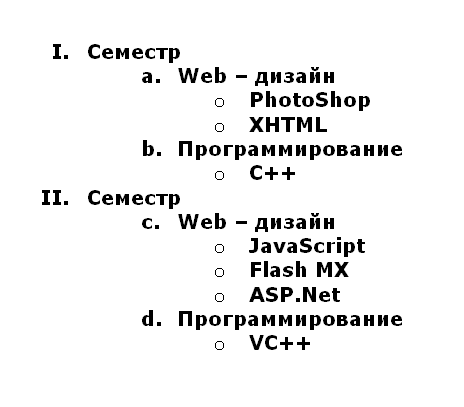 I. Семестр
a. Web – дизайн
○ PhotoShop
○ XHTML
b. Программирование
○ C++
II. Семестр
c. Web – дизайн
○ JavaScript
○ Flash MX
○ ASP.Net
d. Программирование
○ VC++